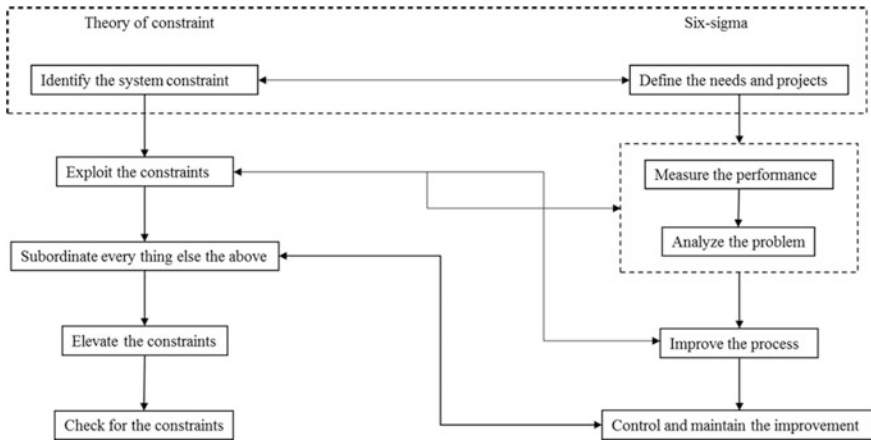 Theory of constraint
Six-sigma
Identify the system constraint
Define the needs and projects
Exploit the constraints
Measure the performance
Analyze the problem
Subordinate every thing else the above
Elevate the constraints
Improve the process
Check for the constraints
Control and maintain the improvement